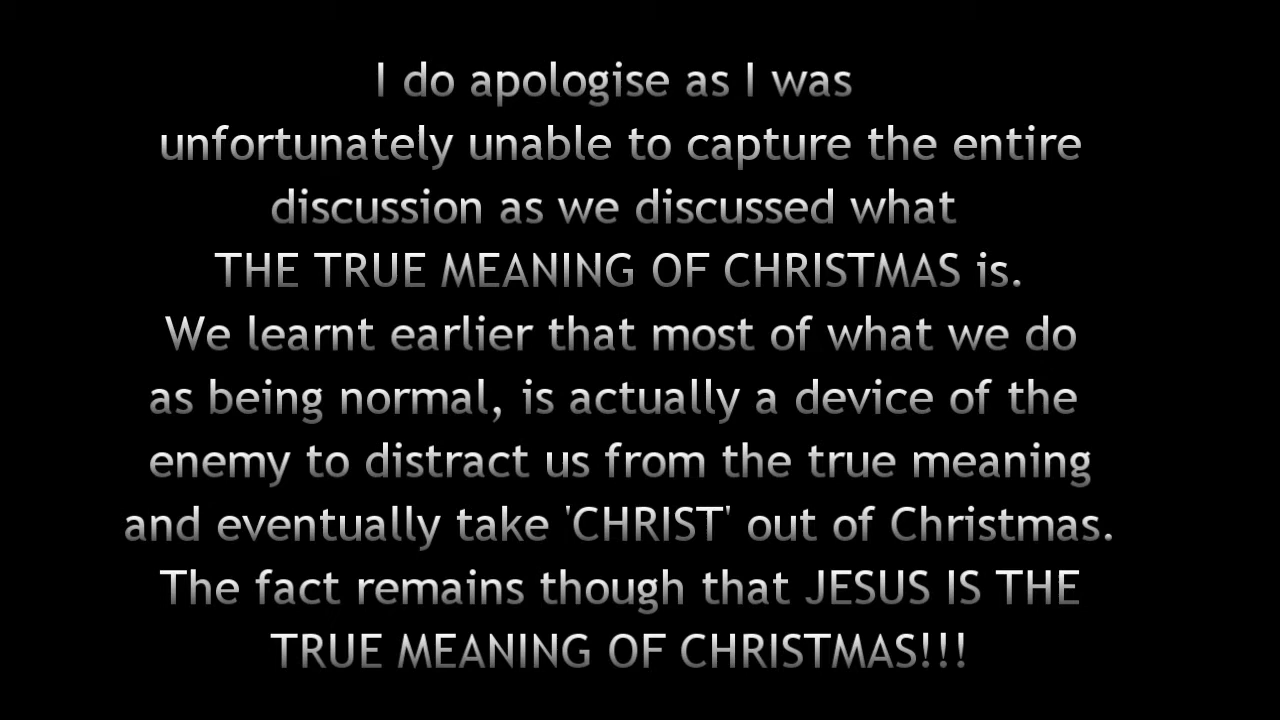 I do apologise as I was
unfortunately unable to capture the entire
discussion as we discussed what
THE TRUE MEANING OF CHRISTMAS is.
We learnt earlier that most of what we do
as being normal, is actually a device of the
enemy to distract us from the true meaning
and eventually take 'CHRIST' out of Christmas.
The fact remains though that JESUS IS THE
TRUE MEANING OF CHRISTMAS!!!